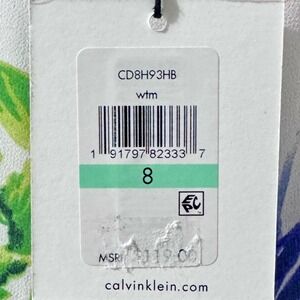 CD8H93HB
wtm
1 91797 82333 7
8
MSRP $119.00
calvinklein.com